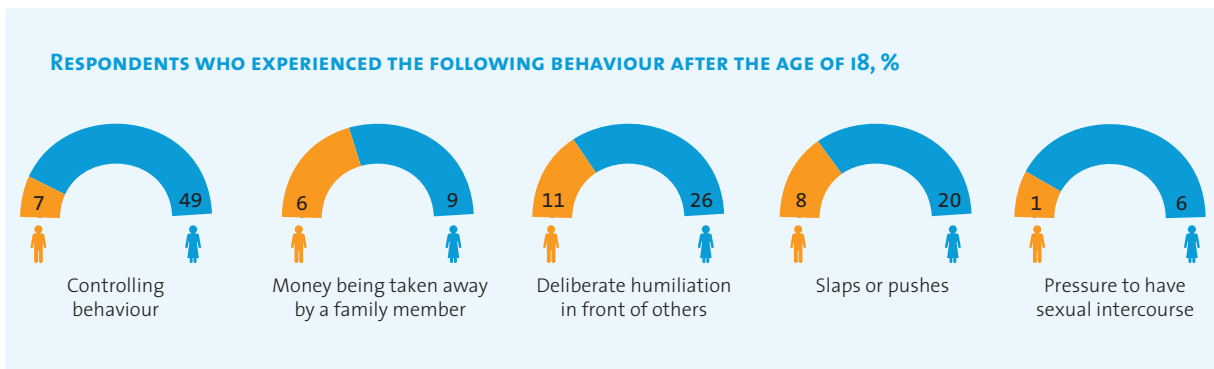 Respondents who experienced the following behaviour after the age of 18, %
7 49
6 9
11 26
8 20
1 6
Controlling
behaviour
Money being taken away
by a family member
Deliberate humiliation
in front of others
Slaps or pushes
Pressure to have
sexual intercourse